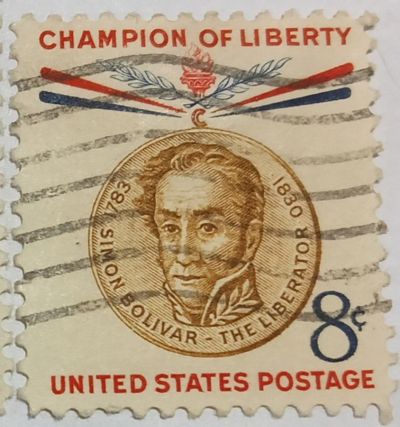 CHAMPION OF LIBERTY
1783
1830
SIMON BOLIVAR - THE LIBERATOR
8¢
UNITED STATES POSTAGE